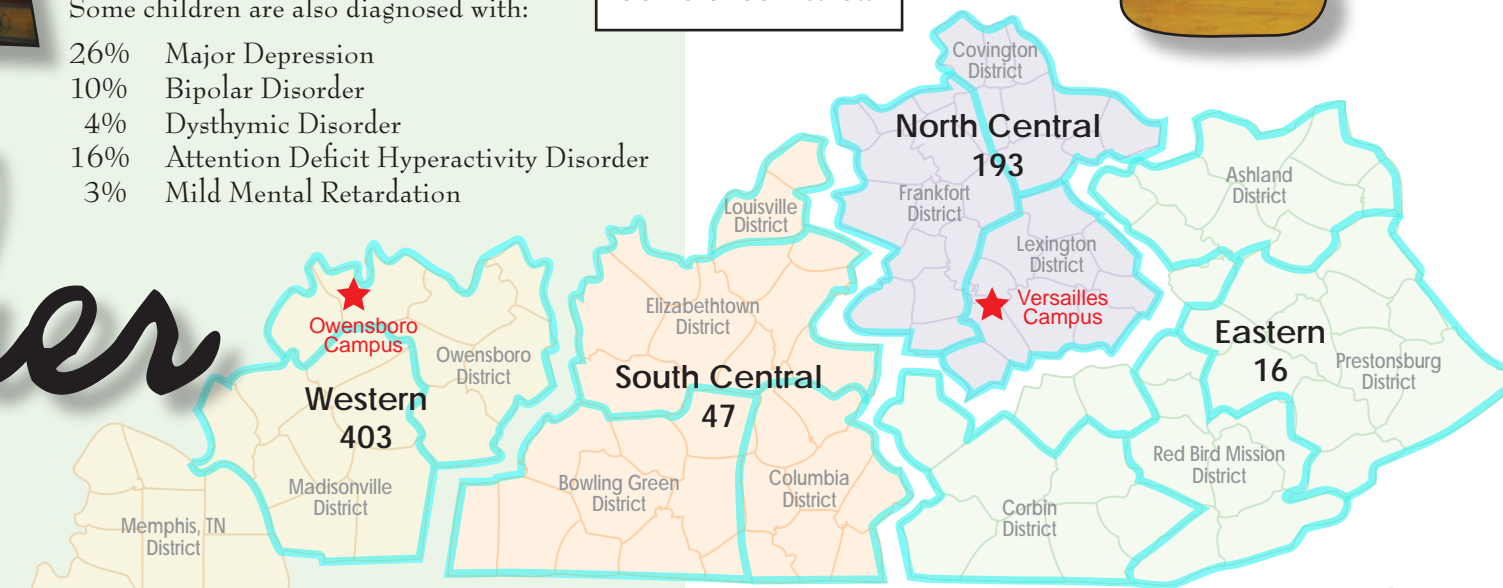 Some children are also diagnosed with:
26% Major Depression
10% Bipolar Disorder
4% Dysthymic Disorder
16% Attention Deficit Hyperactivity Disorder
3% Mild Mental Retardation
er
Covington
District
North Central
193
Frankfort
District
Lexington
District
Versailles
Campus
Louisville
District
Ashland
District
Elizabethtown
District
South Central
47
Bowling Green
District
Columbia
District
Owensboro
Campus
Owensboro
District
Western
403
Madisonville
District
Memphis, TN
District
Eastern
16
Prestonsburg
District
Red Bird Mission
District
Corbin
District